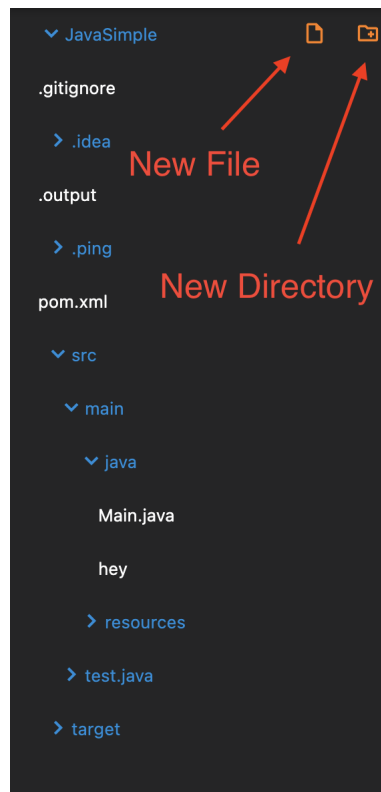 JavaSimple
.gitignore
.idea
New File
.output
.ping
New Directory
pom.xml
src
main
java
Main.java
hey
resources
test.java
target